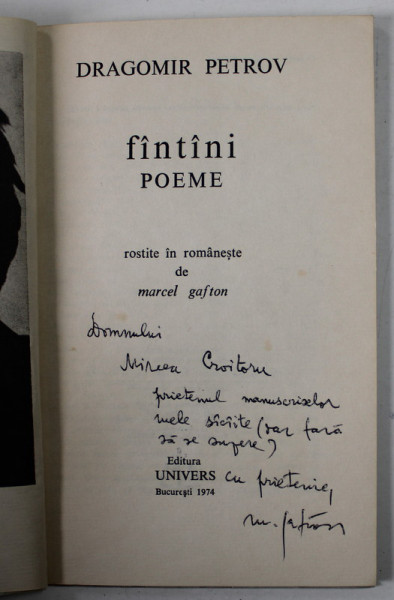 DRAGOMIR PETROV
fîntîni
POEME
rostite în românește
de
marcel gafton
Domnului
Mircea Croitoru
prietenul manuscriselor
mele sîcîite (dar fără
să se supere?)
Editura
UNIVERS
București 1974
cu prietenie,
m. gafton